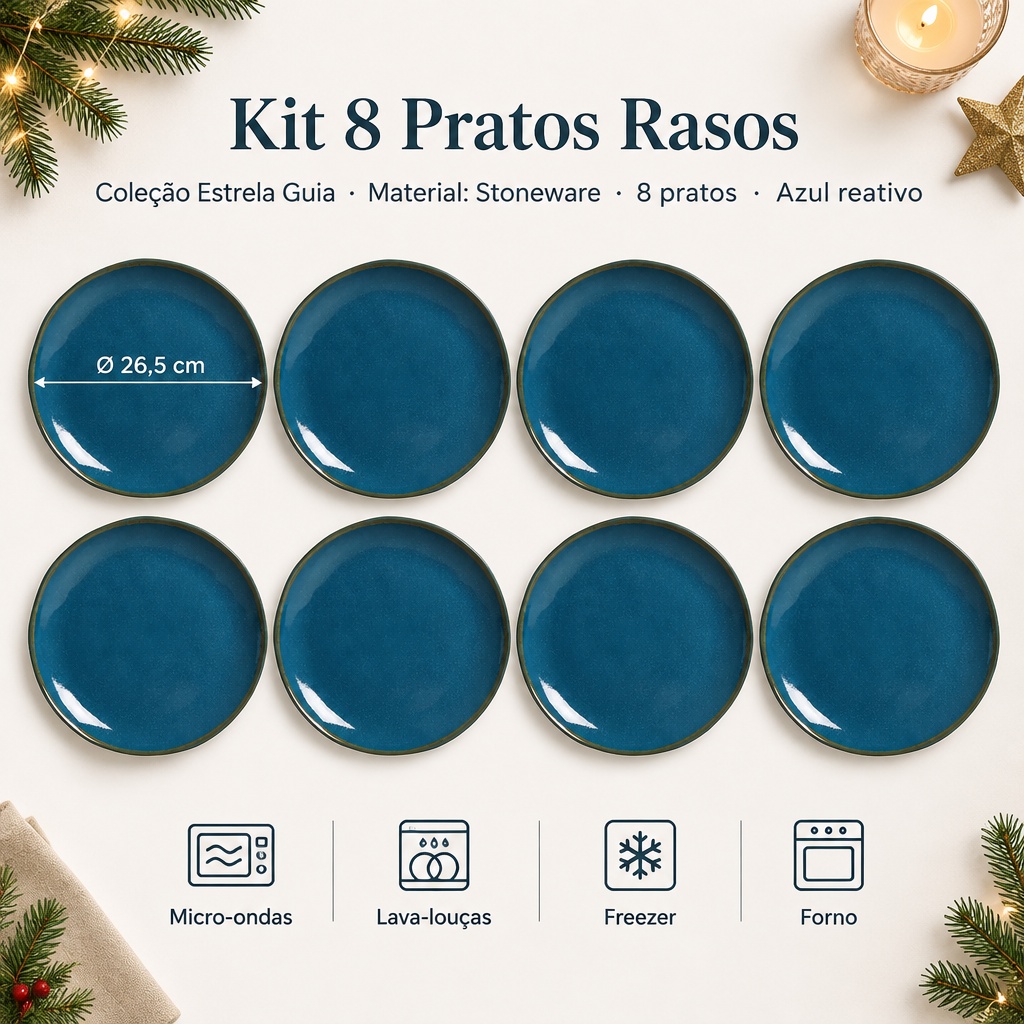 Kit 8 Pratos Rasos
Coleção Estrela Guia · Material: Stoneware · 8 pratos · Azul reativo
Ø 26,5 cm
Micro-ondas
Lava-louças
Freezer
Forno